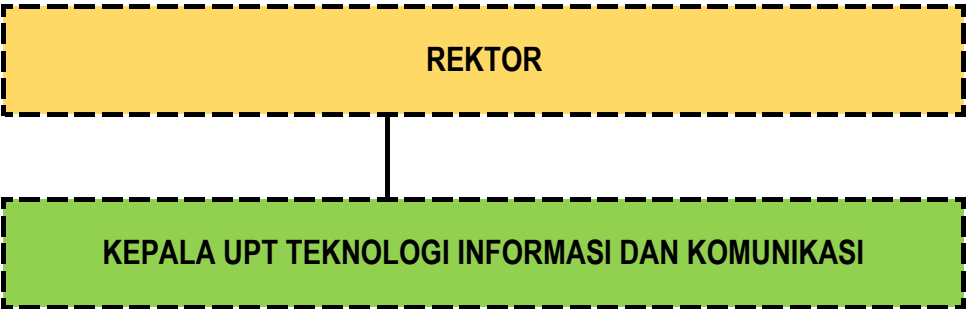 REKTOR
KEPALA UPT TEKNOLOGI INFORMASI DAN KOMUNIKASI